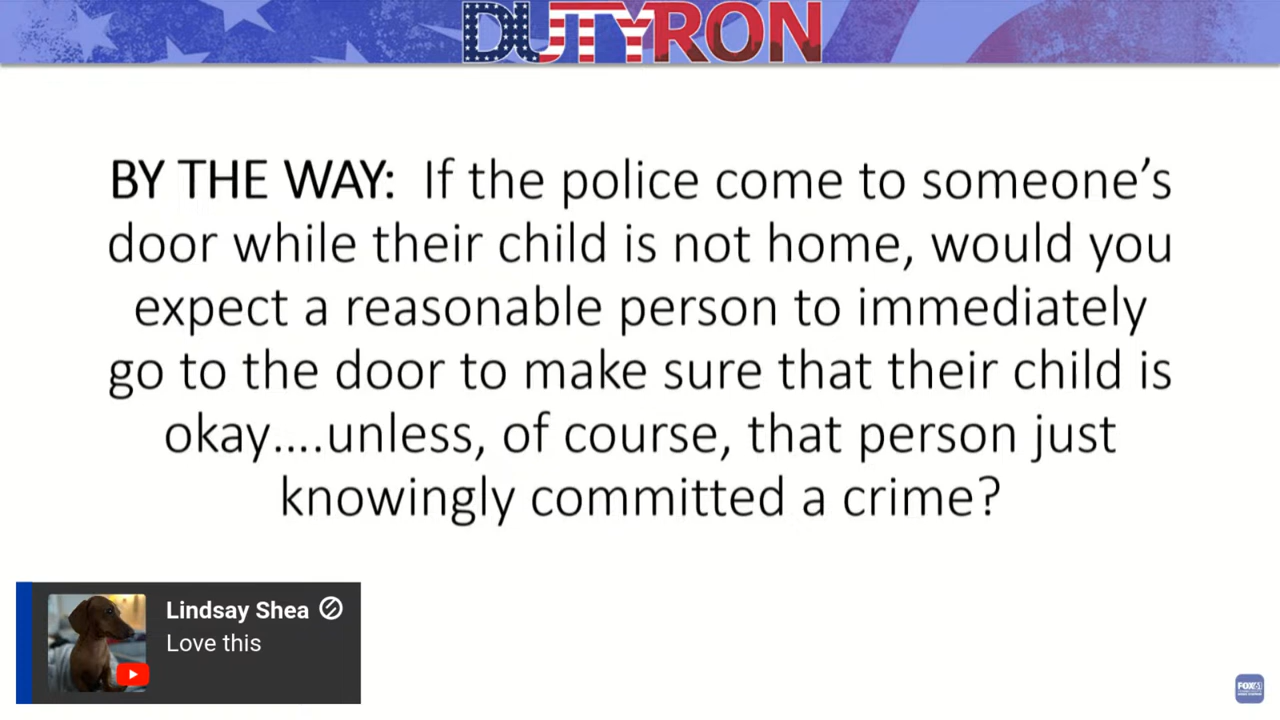 DUTYRON
BY THE WAY: If the police come to someone’s
door while their child is not home, would you
expect a reasonable person to immediately
go to the door to make sure that their child is
okay....unless, of course, that person just
knowingly committed a crime?
Lindsay Shea
Love this